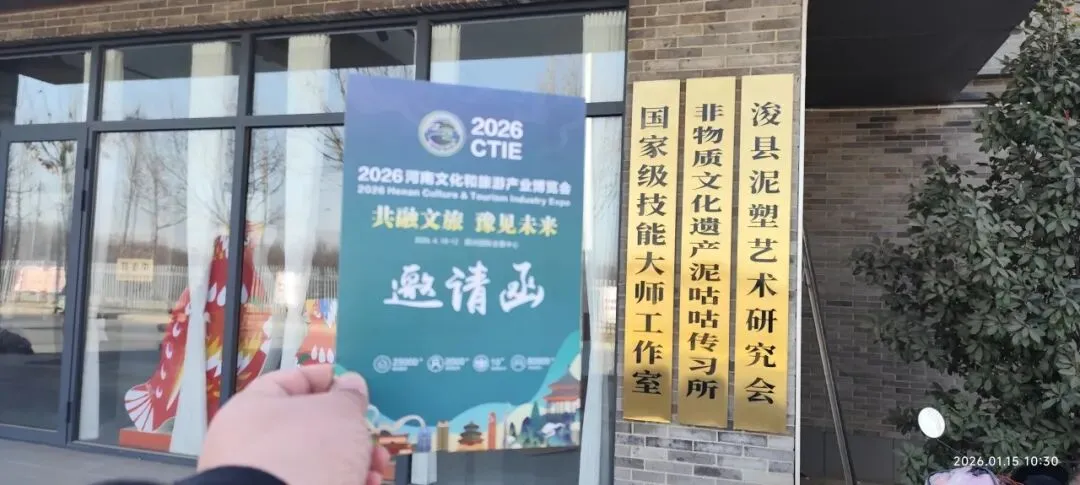 2026
CTIE
2026河南文化和旅游产业博览会
2026 Henan Culture & Tourism Industry Expo
共融文旅 豫见未来
邀请函
国家级技能大师工作室
非物质文化遗产泥咕咕传习所
浚县泥塑艺术研究会
2026.01.15 10:30